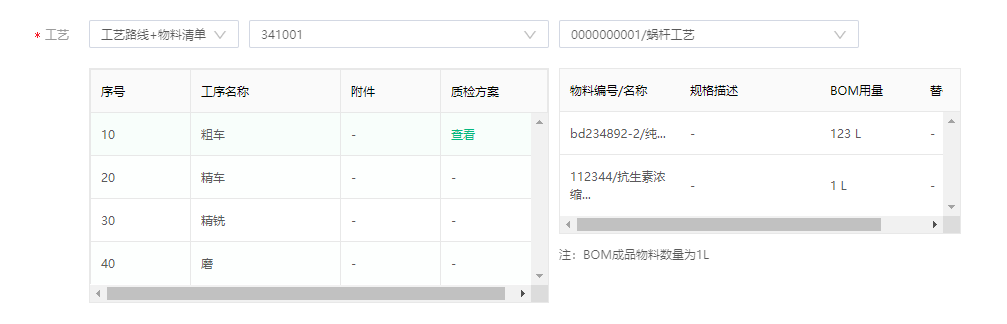 * 工艺 工艺路线+物料清单 341001 0000000001/蜗杆工艺
序号 工序名称 附件 质检方案
10 粗车 - 查看
20 精车 - -
30 精铣 - -
40 磨 - -
物料编号/名称 规格描述 BOM用量 替
bd234892-2/纯... - 123 L -
112344/抗生素浓
缩... - 1 L -
注：BOM成品物料数量为1L